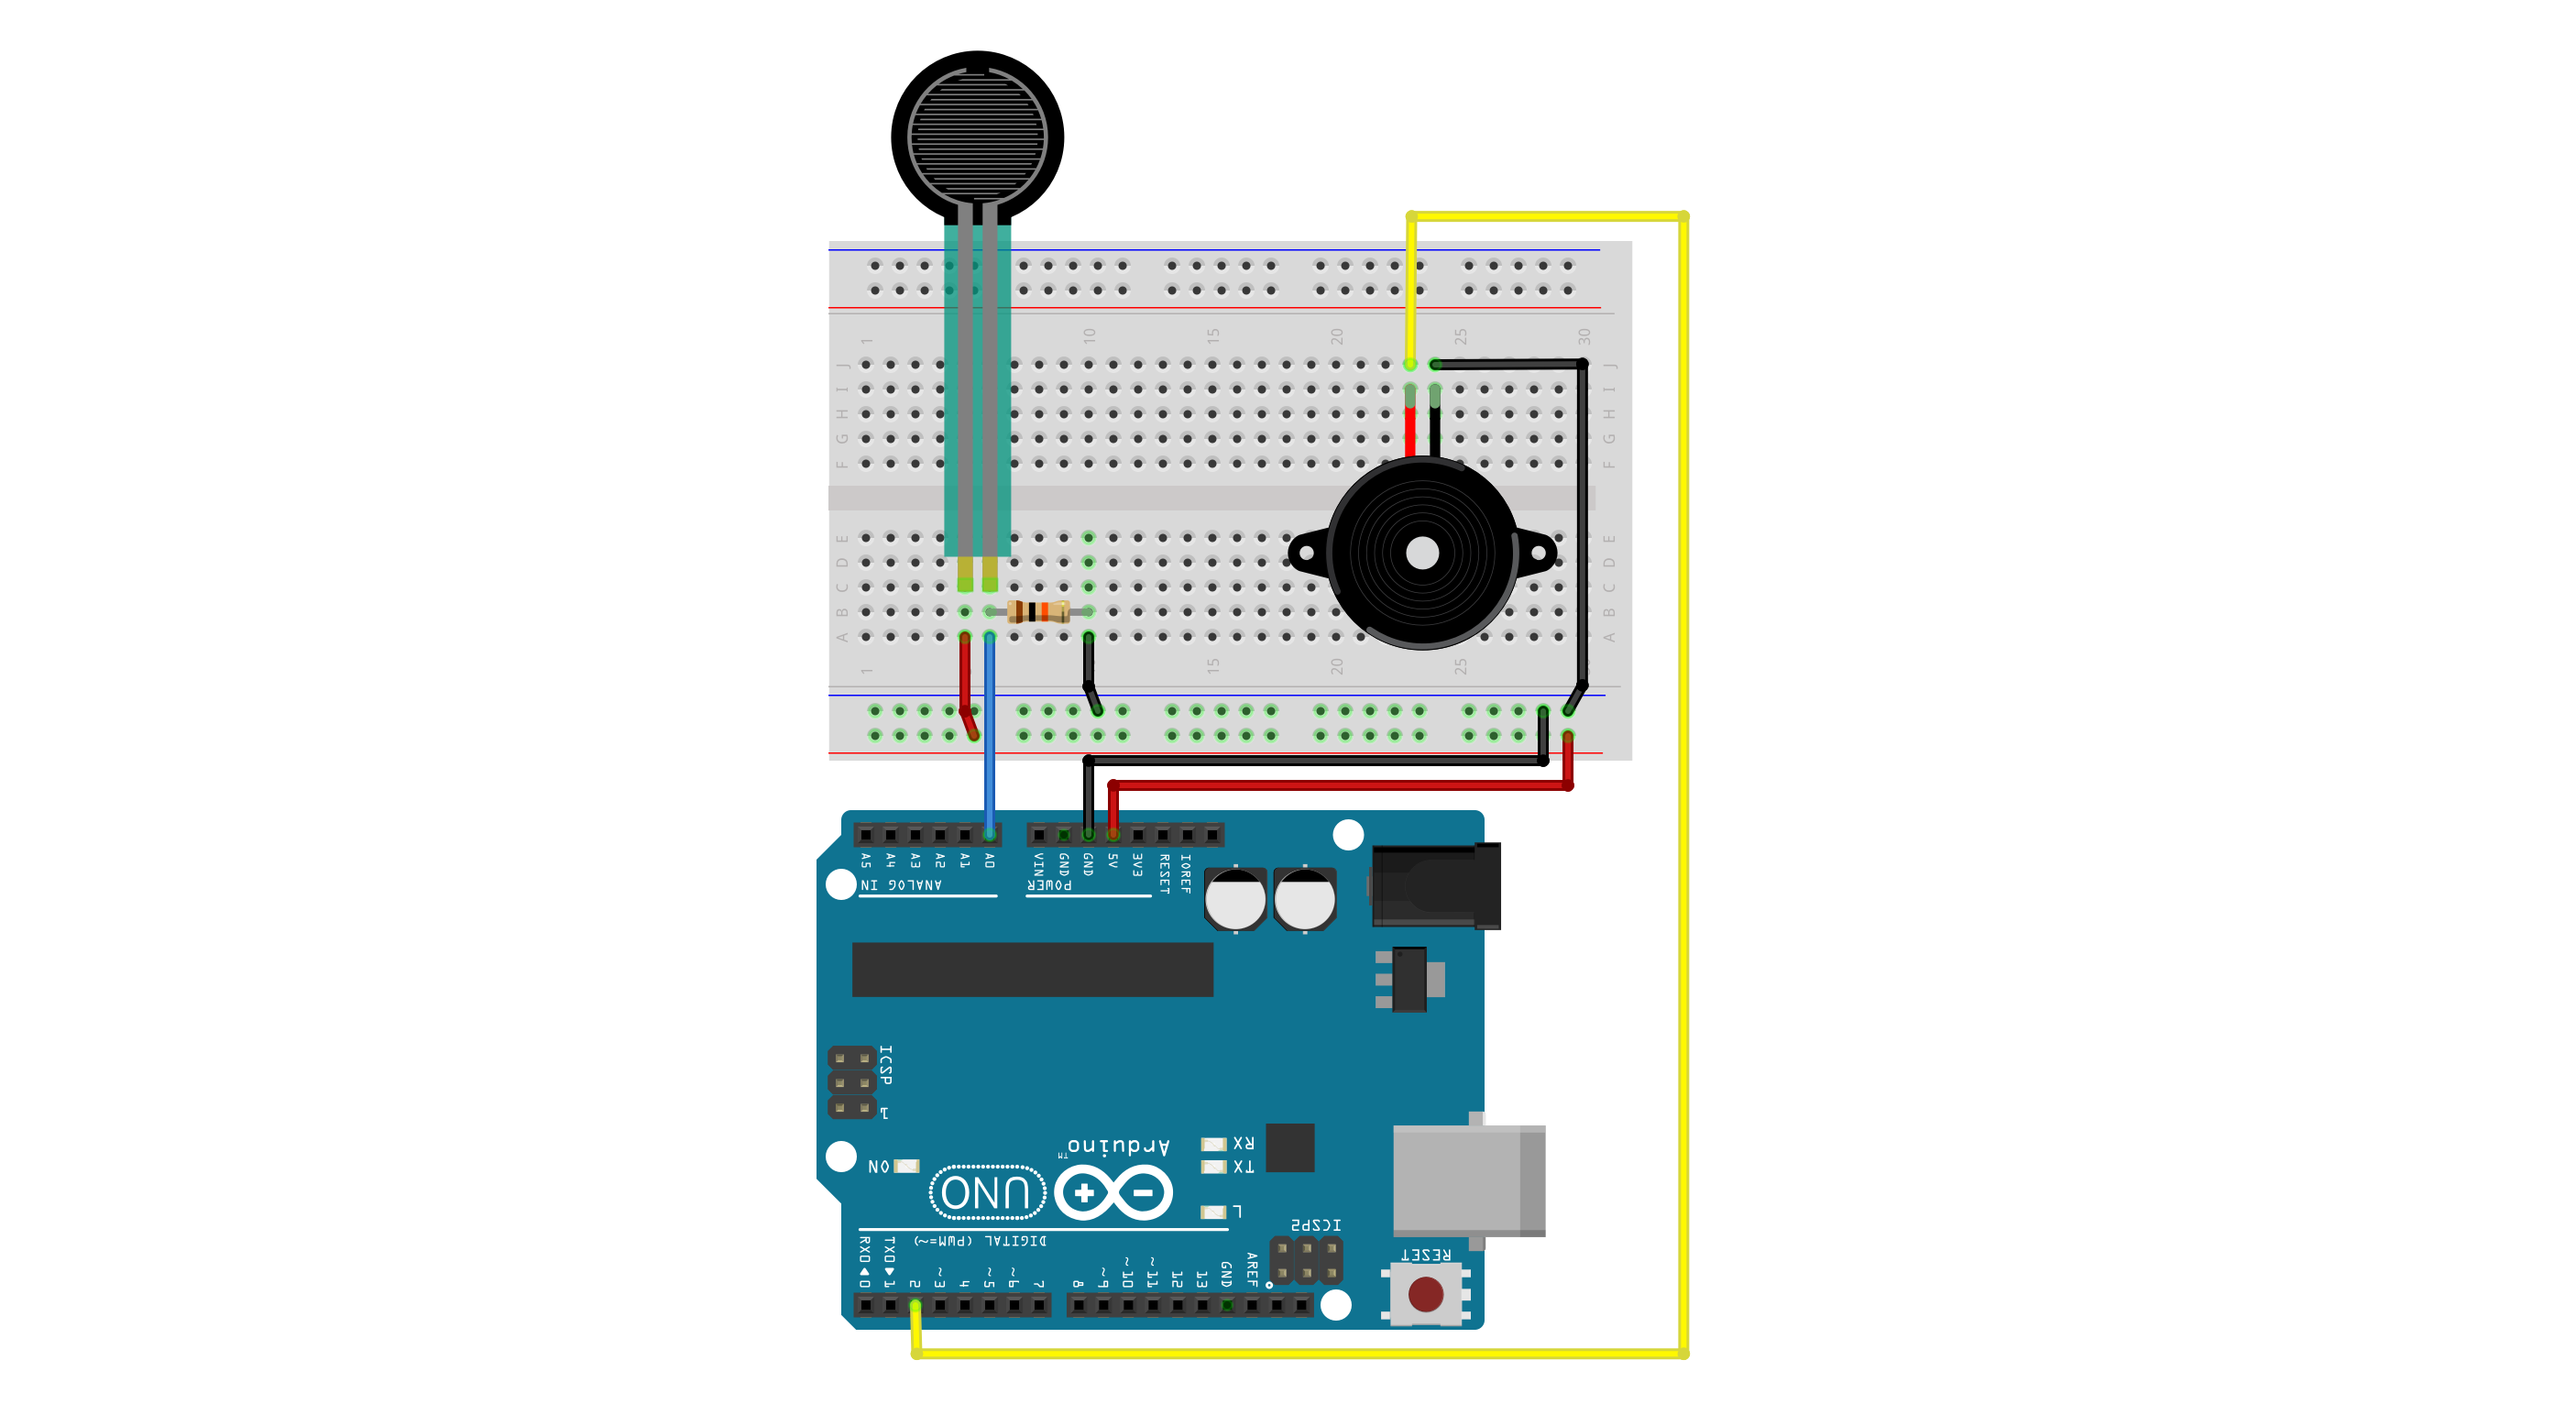 1 10 15 20 25 30
J J
I I
H H
G G
F F
E E
D D
C C
B B
A A
1 15 20 25
A5 A4 A3 A2 A1 A0 VIN GND GND 5V 3V3 RESET IOREF
ANALOG IN POWER
ICSP
1
Arduino™ RX
ON TX
UNO
L
ICSP2
DIGITAL (PWM=~) RESET
RX0◀0 TX0▶1 2 ~3 4 ~5 ~6 7 8 ~9 ~10 ~11 12 13 GND AREF